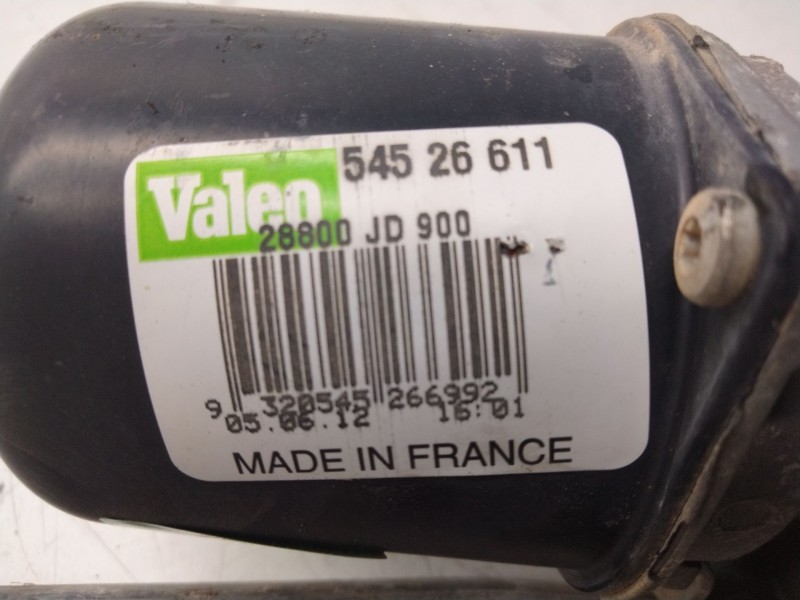 Valeo
545 26 611
28800 JD 900
9 320545 266992
05.06.12 16:01
MADE IN FRANCE